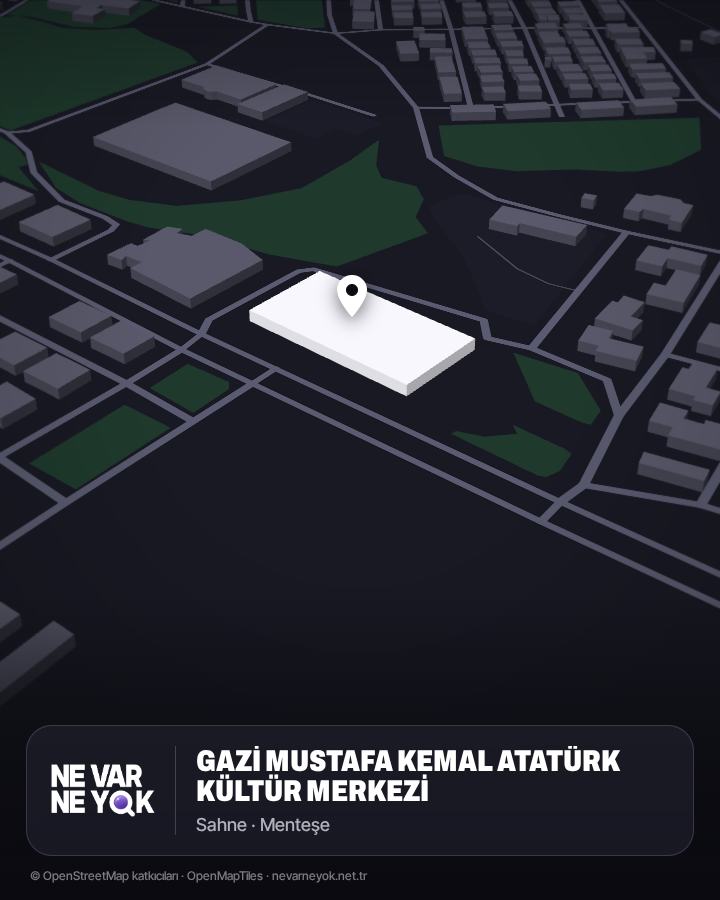 NE VAR
NE YOK
GAZİ MUSTAFA KEMAL ATATÜRK
KÜLTÜR MERKEZİ
Sahne · Menteşe
© OpenStreetMap katkıcıları · OpenMapTiles · nevarneyok.net.tr